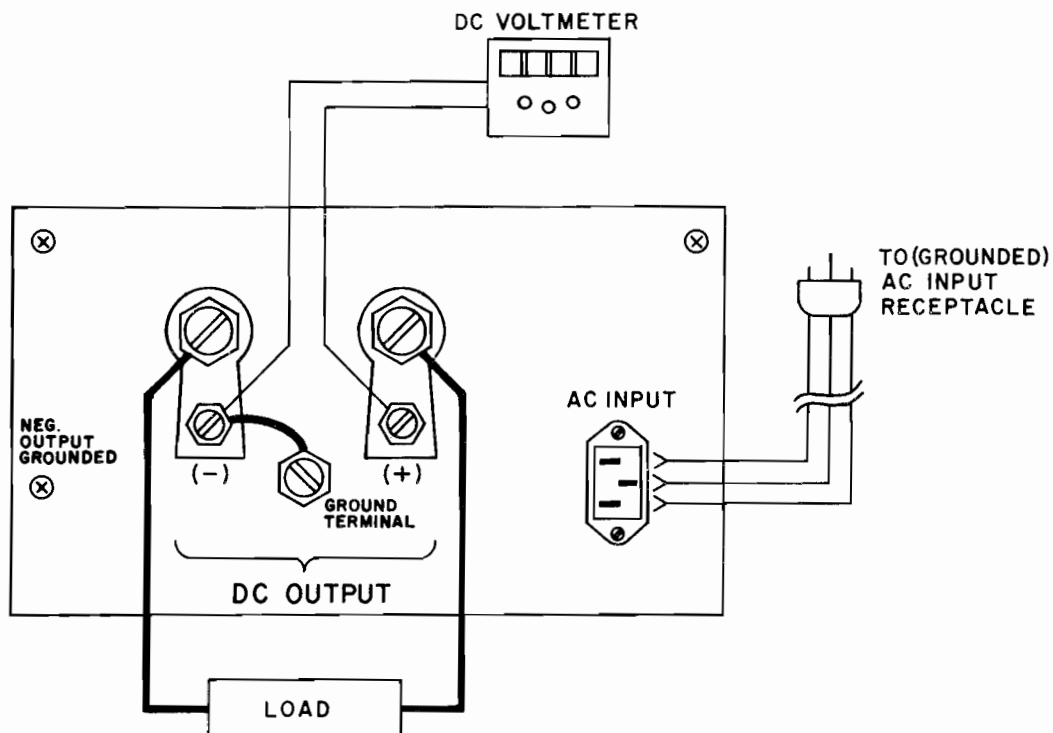 DC VOLTMETER
TO (GROUNDED)
AC INPUT
RECEPTACLE
AC INPUT
NEG.
OUTPUT
GROUNDED
(-)
(+)
GROUND
TERMINAL
DC OUTPUT
LOAD